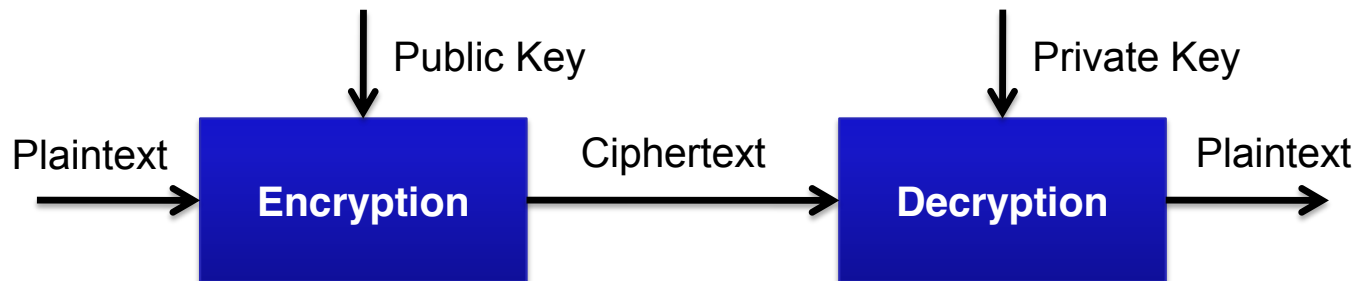 Public Key
Private Key
Plaintext
Ciphertext
Plaintext
Encryption
Decryption